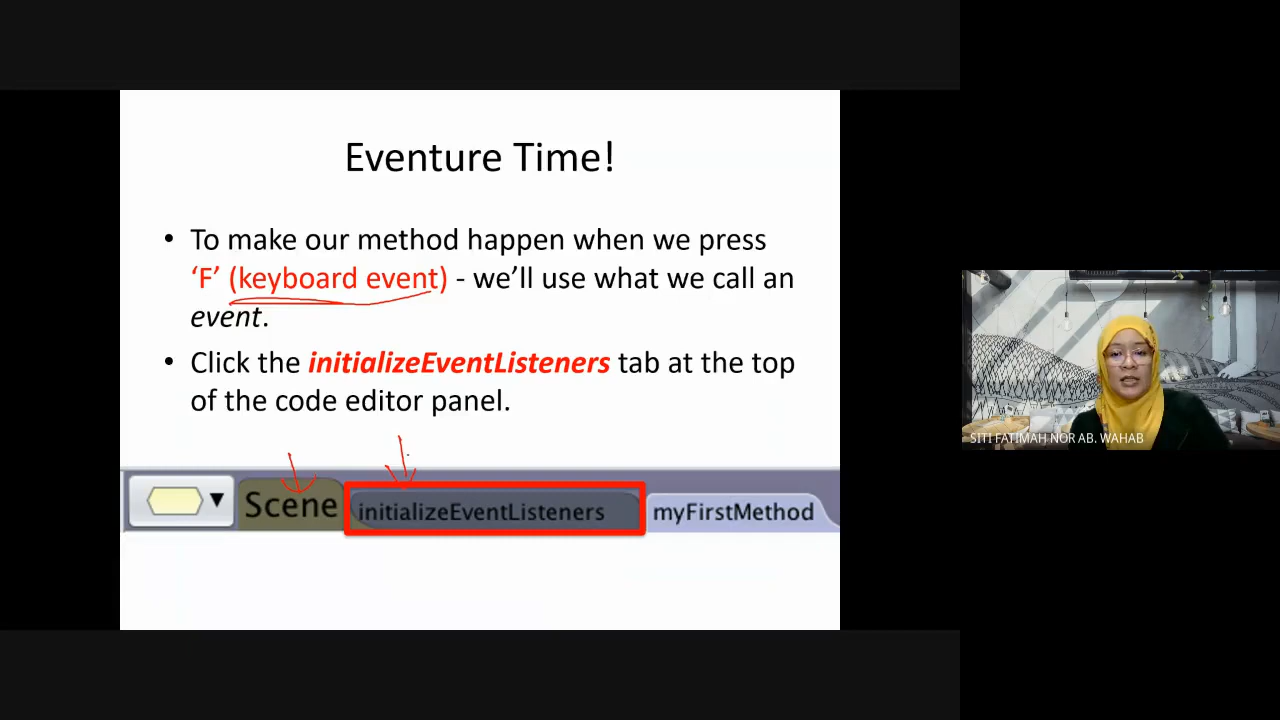 Eventure Time!
• To make our method happen when we press
‘F’ (keyboard event) - we’ll use what we call an
event.
• Click the initializeEventListeners tab at the top
of the code editor panel.
Scene initializeEventListeners myFirstMethod
SITI FATIMAH NOR AB. WAHAB